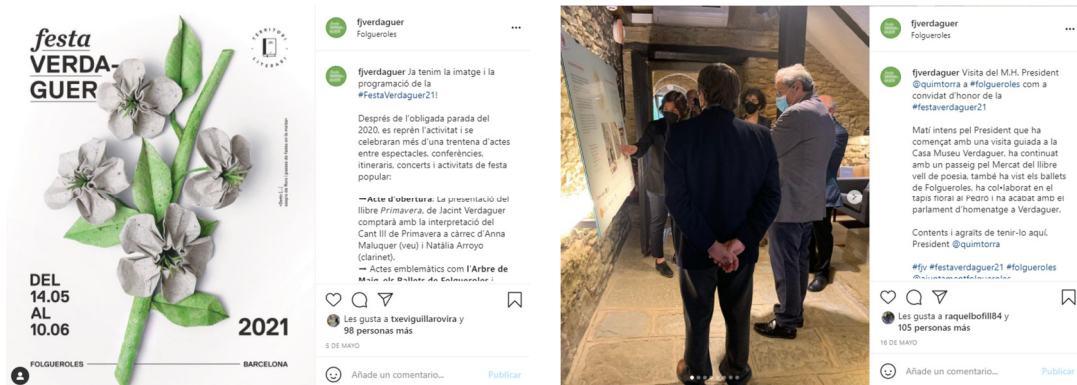 festa
VERDA-
GUER
TERRITORI
LITERARI
DEL
14.05
AL
10.06
2021
FOLGUEROLES
BARCELONA
fjverdaguer
Folgueroles
fjverdaguer Ja tenim la imatge i la
programació de la
#FestaVerdaguer21!
Després de l'obligada parada del
2020, es reprèn l'activitat i se
celebraran més d'una trentena d'actes
entre espectacles, conferències,
itineraris, concerts i activitats de festa
popular:
➞Acte d'obertura: La presentació del
llibre Primavera, de Jacint Verdaguer
comptarà amb la interpretació del
Cant III de Primavera a càrrec d'Anna
Maluquer (veu) i Natàlia Arroyo
(clarinet).
➞ Actes emblemàtics com l'Arbre de
Maig, els Ballets de Folgueroles i
Les gusta a txeviguillarovira y
98 personas más
5 DE MAYO
Añade un comentario...
Publicar
fjverdaguer
Folgueroles
fjverdaguer Visita del M.H. President
@quimtorra a #folgueroles com a
convidat d'honor de la
#festaverdaguer21
Matí intens pel President que ha
començat amb una visita guiada a la
Casa Museu Verdaguer, ha continuat
amb un passeig pel Mercat del llibre
vell de poesia, també ha vist els ballets
de Folgueroles, ha col•laborat en el
tapis floral al Pedró i ha acabat amb el
parlament d'homenatge a Verdaguer.
Contents i agraïts de tenir-lo aquí,
President @quimtorra
#fjv #festaverdaguer21 #folgueroles
@ajuntamentfolgueroles
Les gusta a raquelbofill84 y
105 personas más
16 DE MAYO
Añade un comentario...
Publicar